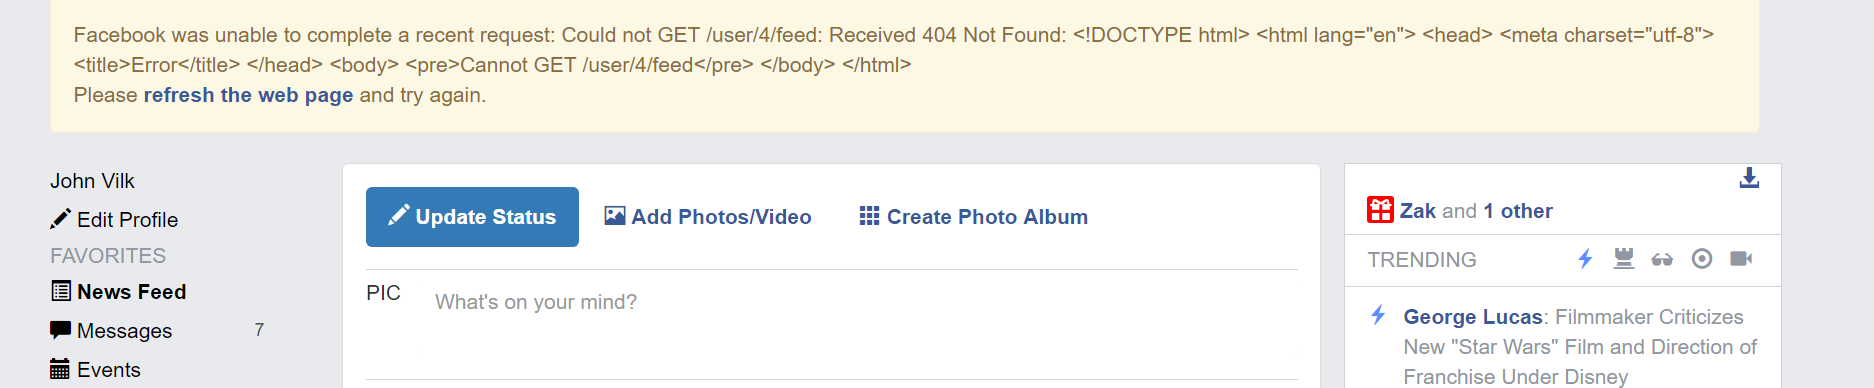 Facebook was unable to complete a recent request: Could not GET /user/4/feed: Received 404 Not Found: <!DOCTYPE html> <html lang="en"> <head> <meta charset="utf-8">
<title>Error</title> </head> <body> <pre>Cannot GET /user/4/feed</pre> </body> </html>
Please refresh the web page and try again.
John Vilk
Edit Profile
FAVORITES
News Feed
Messages 7
Events
Update Status Add Photos/Video Create Photo Album
PIC What's on your mind?
Zak and 1 other
TRENDING
George Lucas: Filmmaker Criticizes
New "Star Wars" Film and Direction of
Franchise Under Disney